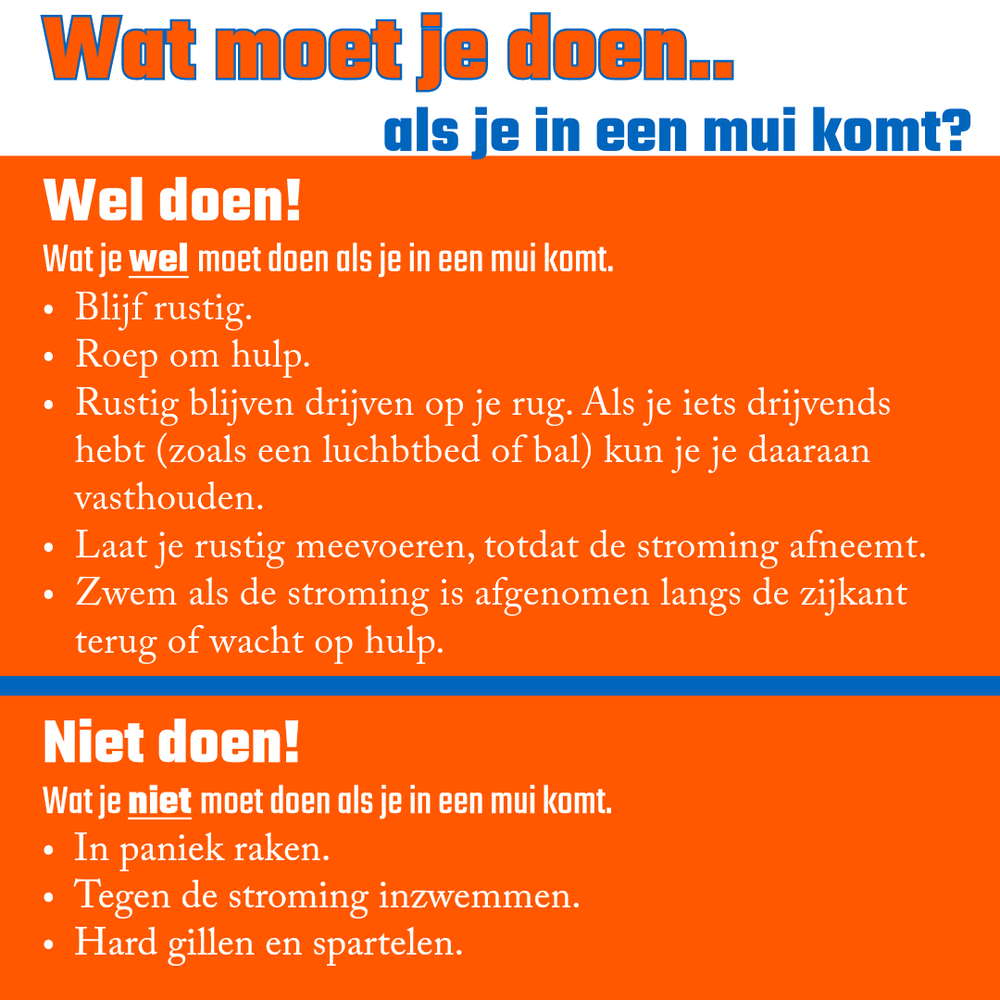 Wat moet je doen..
als je in een mui komt?
Wel doen!
Wat je wel moet doen als je in een mui komt.
• Blijf rustig.
• Roep om hulp.
• Rustig blijven drijven op je rug. Als je iets drijvends
hebt (zoals een luchbtbed of bal) kun je je daaraan
vasthouden.
• Laat je rustig meevoeren, totdat de stroming afneemt.
• Zwem als de stroming is afgenomen langs de zijkant
terug of wacht op hulp.
Niet doen!
Wat je niet moet doen als je in een mui komt.
• In paniek raken.
• Tegen de stroming inzwemmen.
• Hard gillen en spartelen.